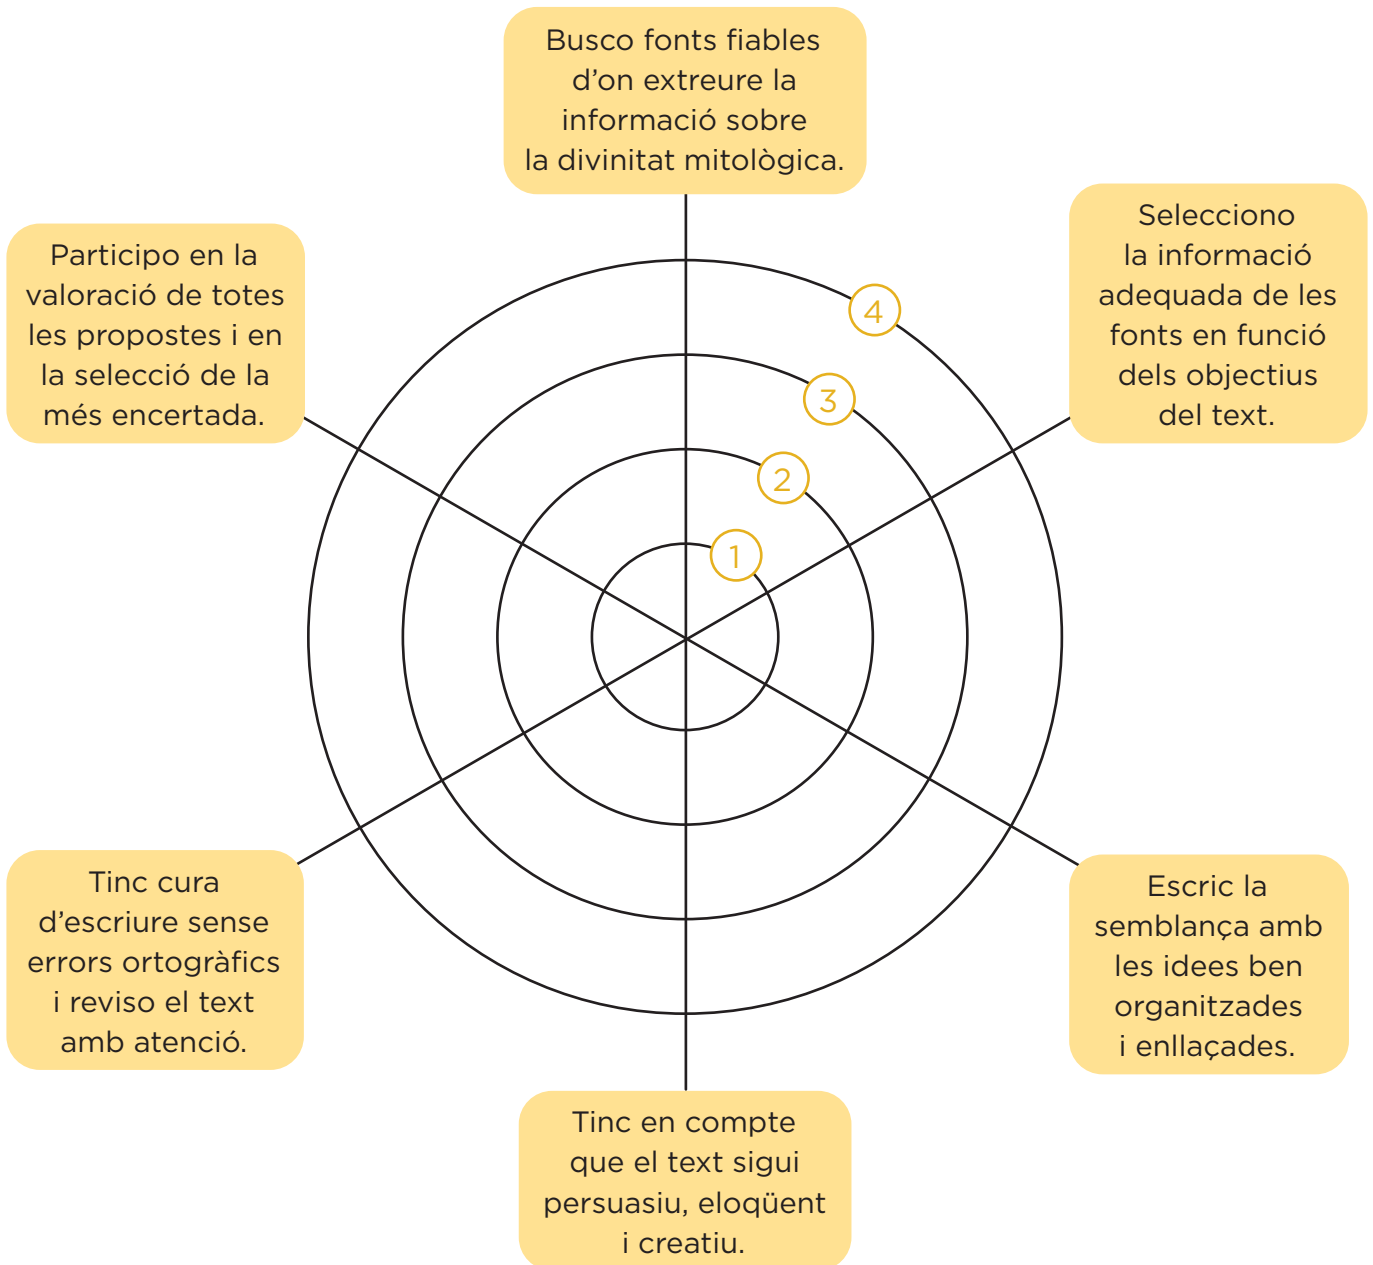 Busco fonts fiables
d’on extreure la
informació sobre
la divinitat mitològica.
Selecciono
la informació
adequada de les
fonts en funció
dels objectius
del text.
Participo en la
valoració de totes
les propostes i en
la selecció de la
més encertada.
4
3
2
1
Tinc cura
d’escriure sense
errors ortogràfics
i reviso el text
amb atenció.
Escric la
semblança amb
les idees ben
organitzades
i enllaçades.
Tinc en compte
que el text sigui
persuasiu, eloqüent
i creatiu.